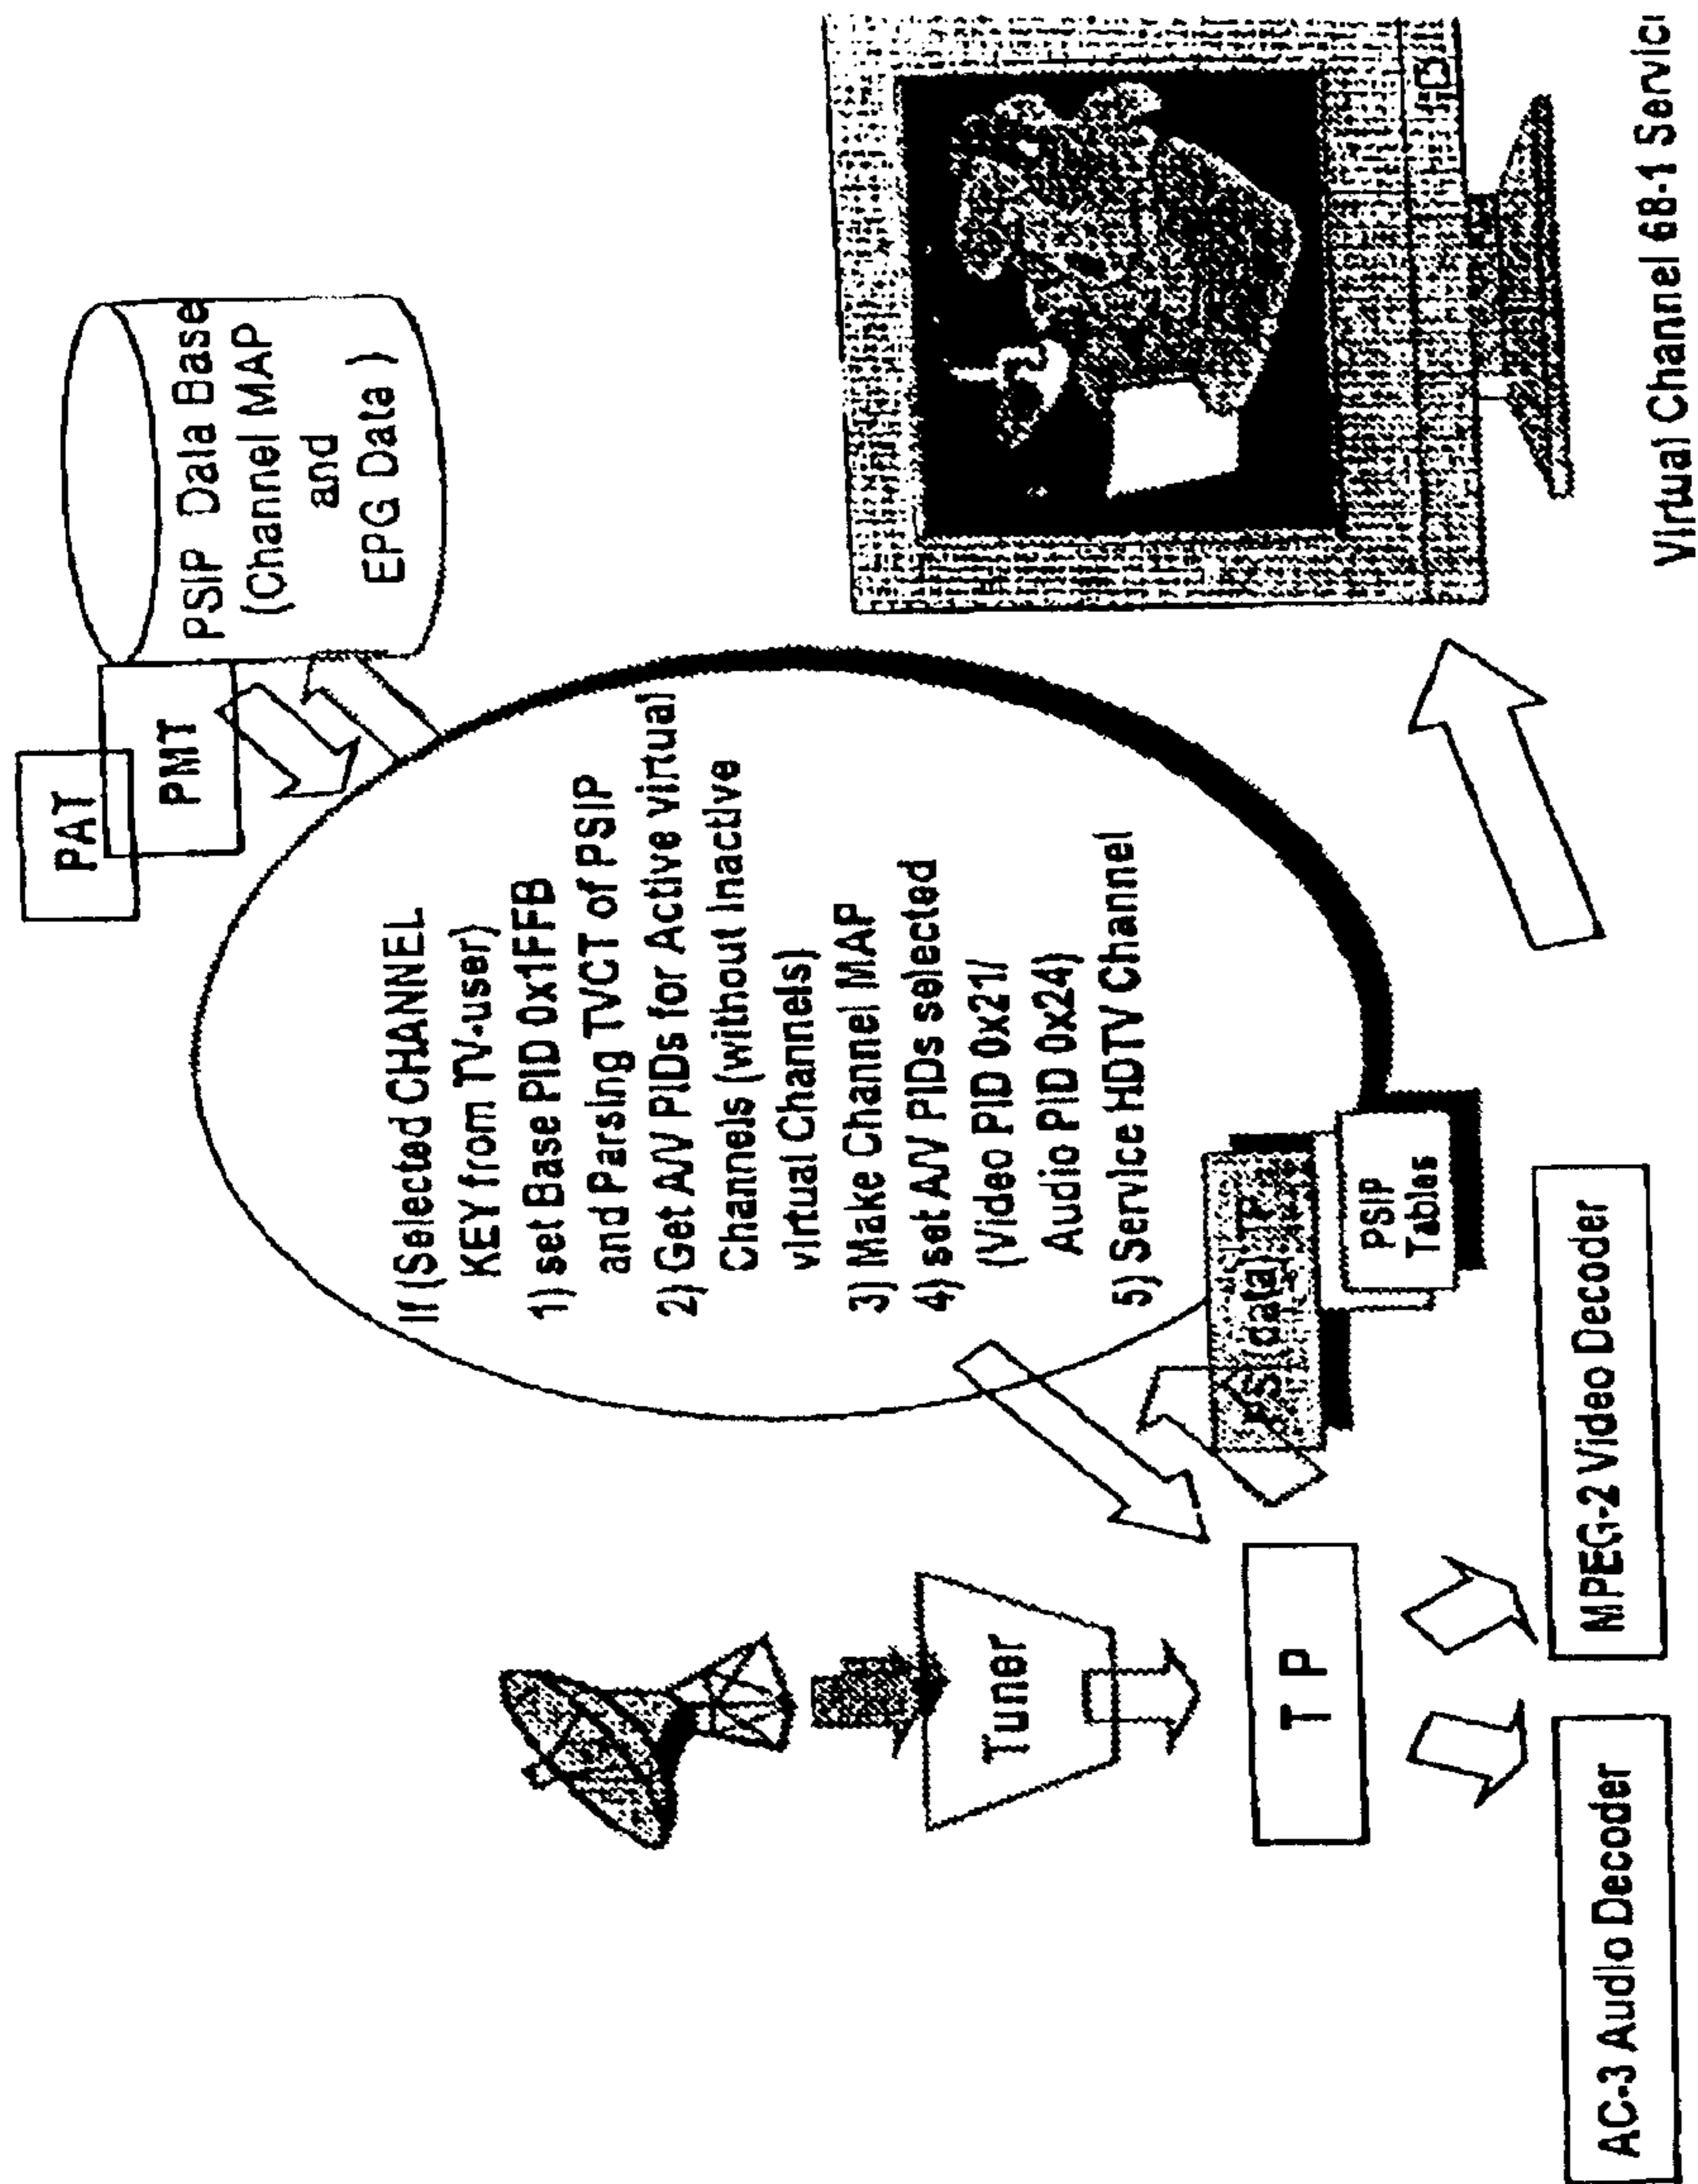 PAT
PMT
PSIP Data Base
(Channel MAP
and
EPG Data )
If (Selected CHANNEL
KEY from TV-user)
1) set Base PID 0x1FFB
and Parsing TVCT of PSIP
2) Get A/V PIDs for Active virtual
Channels (without Inactive
virtual Channels)
3) Make Channel MAP
4) set A/V PIDs selected
(Video PID 0x21/
Audio PID 0x24)
5) Service HDTV Channel
(data) TP
PSIP
Tables
Tuner
T P
AC-3 Audio Decoder
MPEG-2 Video Decoder
Virtual Channel 68-1